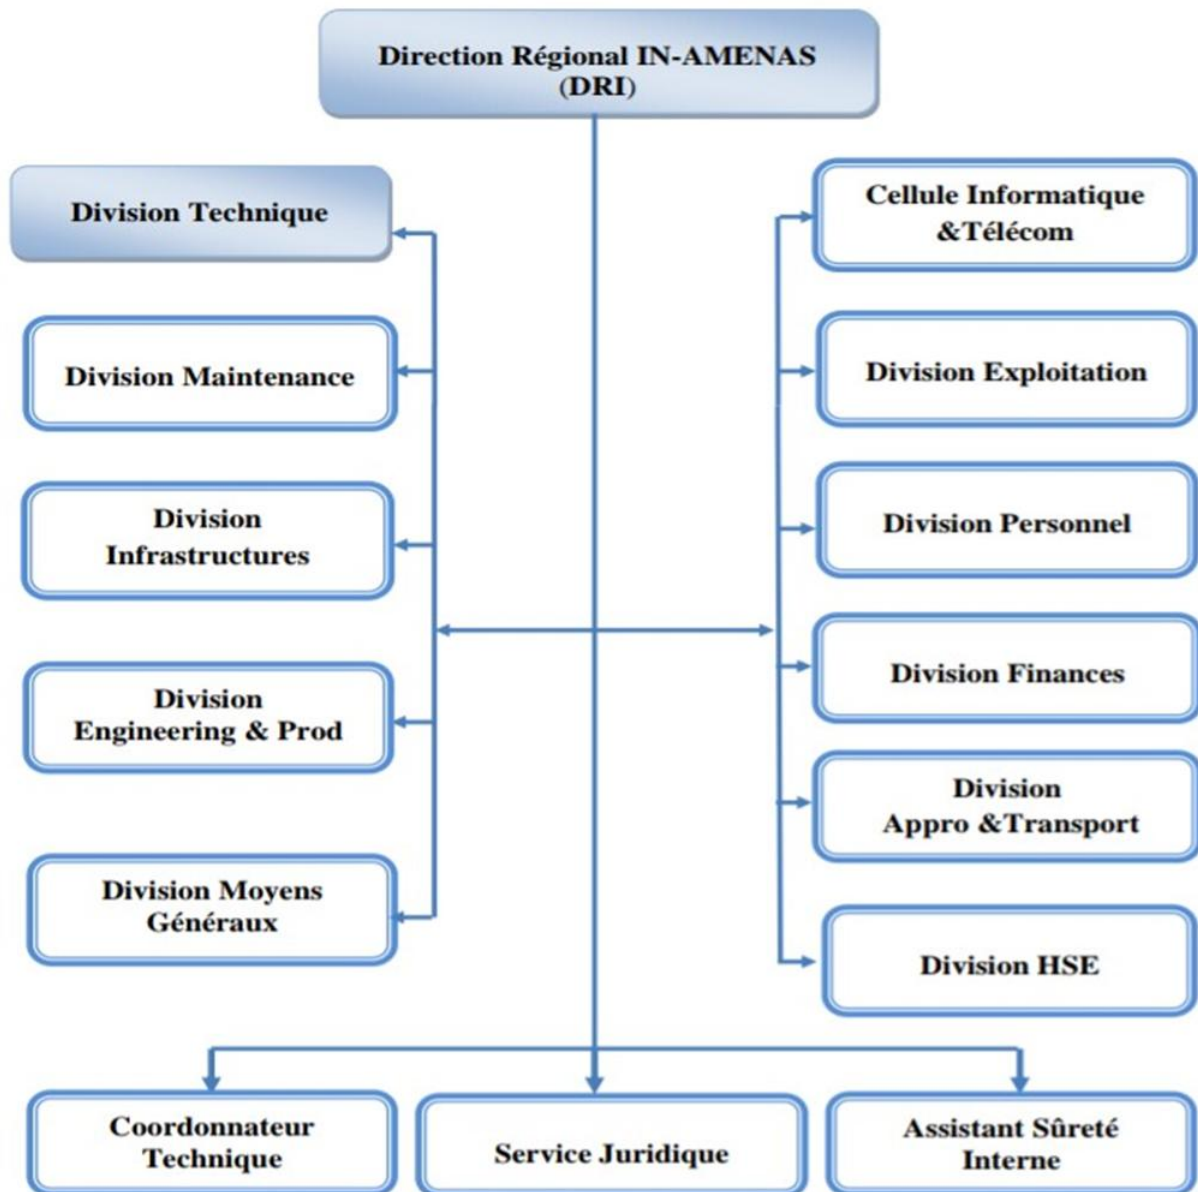 Direction Régional IN-AMENAS
(DRI)
Division Technique
Division Maintenance
Division
Infrastructures
Division
Engineering & Prod
Division Moyens
Généraux
Cellule Informatique
&Télécom
Division Exploitation
Division Personnel
Division Finances
Division
Appro &Transport
Division HSE
Coordonnateur
Technique
Service Juridique
Assistant Sûreté
Interne